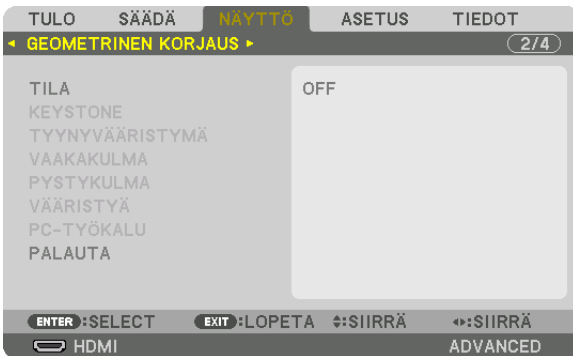 TULO SÄÄDÄ NÄYTTÖ ASETUS TIEDOT
GEOMETRINEN KORJAUS 2/4
TILA OFF
KEYSTONE
TYYNYVÄÄRISTYMÄ
VAAKAKULMA
PYSTYKULMA
VÄÄRISTYÄ
PC-TYÖKALU
PALAUTA
ENTER :SELECT EXIT :LOPETA :SIIRRÄ :SIIRRÄ
HDMI ADVANCED